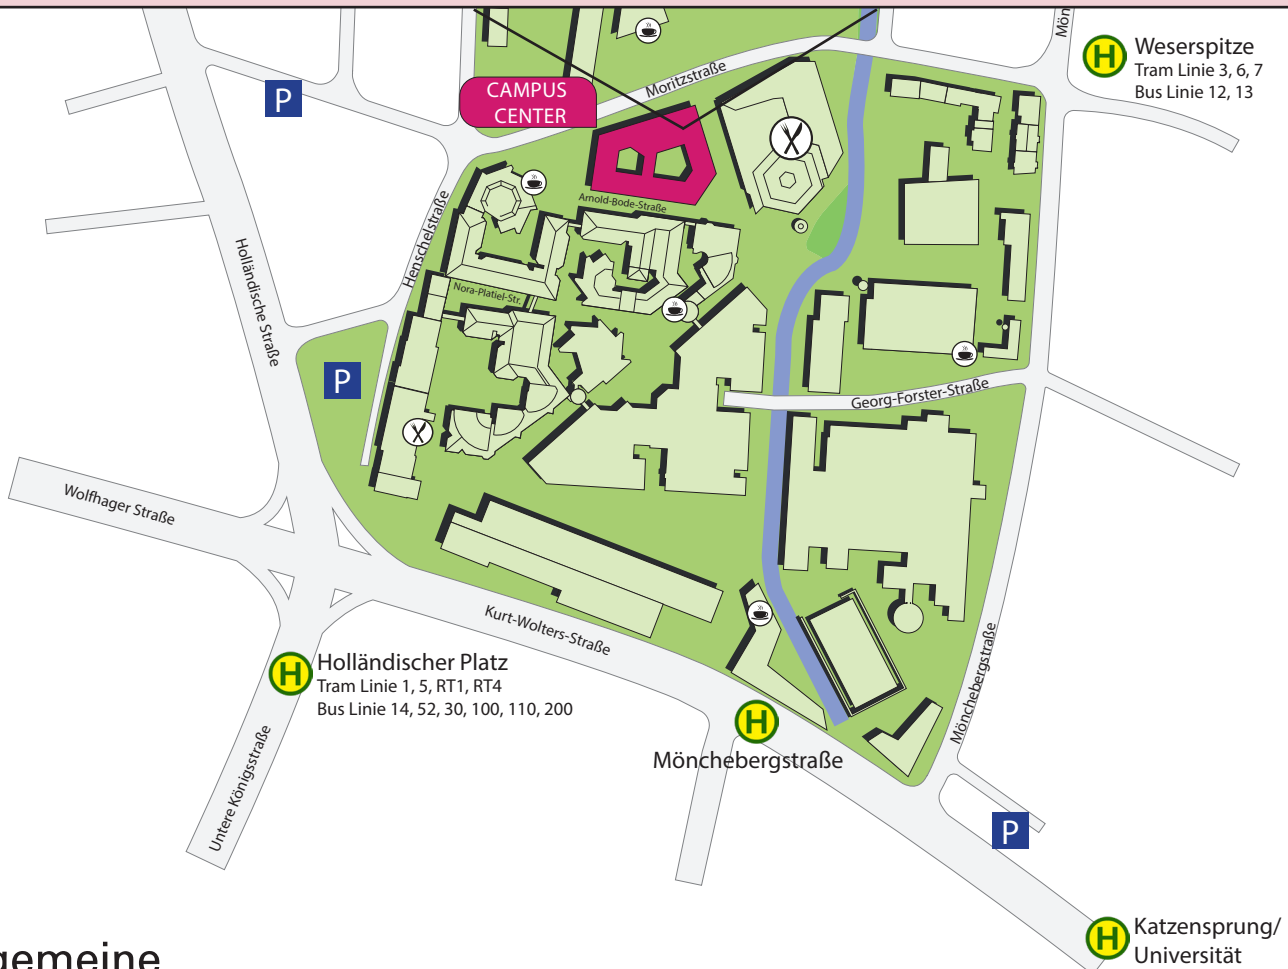 Mön
H
Weserspitze
Tram Linie 3, 6, 7
Bus Linie 12, 13
P
CAMPUS
CENTER
Moritzstraße
Arnold-Bode-Straße
Henschelstraße
Holländische Straße
Nora-Platiel-Str.
P
Georg-Forster-Straße
Wolfhager Straße
Kurt-Wolters-Straße
Mönchebergstraße
H
Holländischer Platz
Tram Linie 1, 5, RT1, RT4
Bus Linie 14, 52, 30, 100, 110, 200
H
Mönchebergstraße
Untere Königsstraße
P
H
Katzensprung/
Universität
gemeine